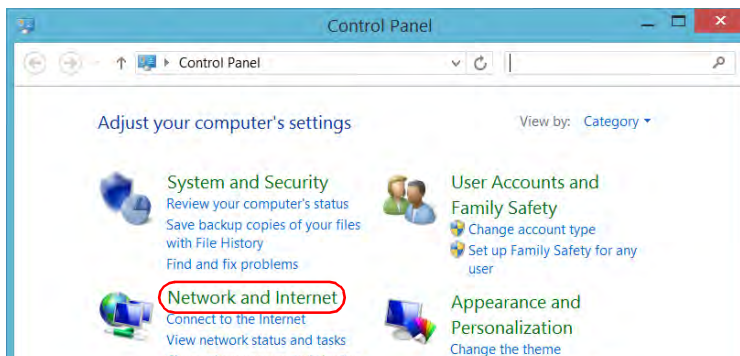 Control Panel
Control Panel
Adjust your computer's settings
View by: Category
System and Security
Review your computer's status
Save backup copies of your files
with File History
Find and fix problems
Network and Internet
Connect to the Internet
View network status and tasks
User Accounts and
Family Safety
Change account type
Set up Family Safety for any
user
Appearance and
Personalization
Change the theme